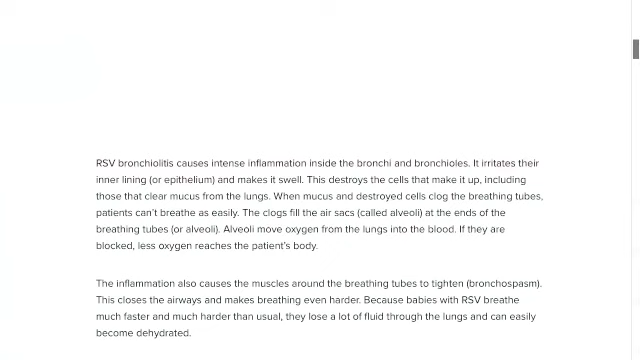 RSV bronchiolitis causes intense inflammation inside the bronchi and bronchioles. It irritates their
inner lining (or epithelium) and makes it swell. This destroys the cells that make it up, including
those that clear mucus from the lungs. When mucus and destroyed cells clog the breathing tubes,
patients can't breathe as easily. The clogs fill the air sacs (called alveoli) at the ends of the
breathing tubes (or alveoli). Alveoli move oxygen from the lungs into the blood. If they are
blocked, less oxygen reaches the patient's body.
The inflammation also causes the muscles around the breathing tubes to tighten (bronchospasm).
This closes the airways and makes breathing even harder. Because babies with RSV breathe
much faster and much harder than usual, they lose a lot of fluid through the lungs and can easily
become dehydrated.